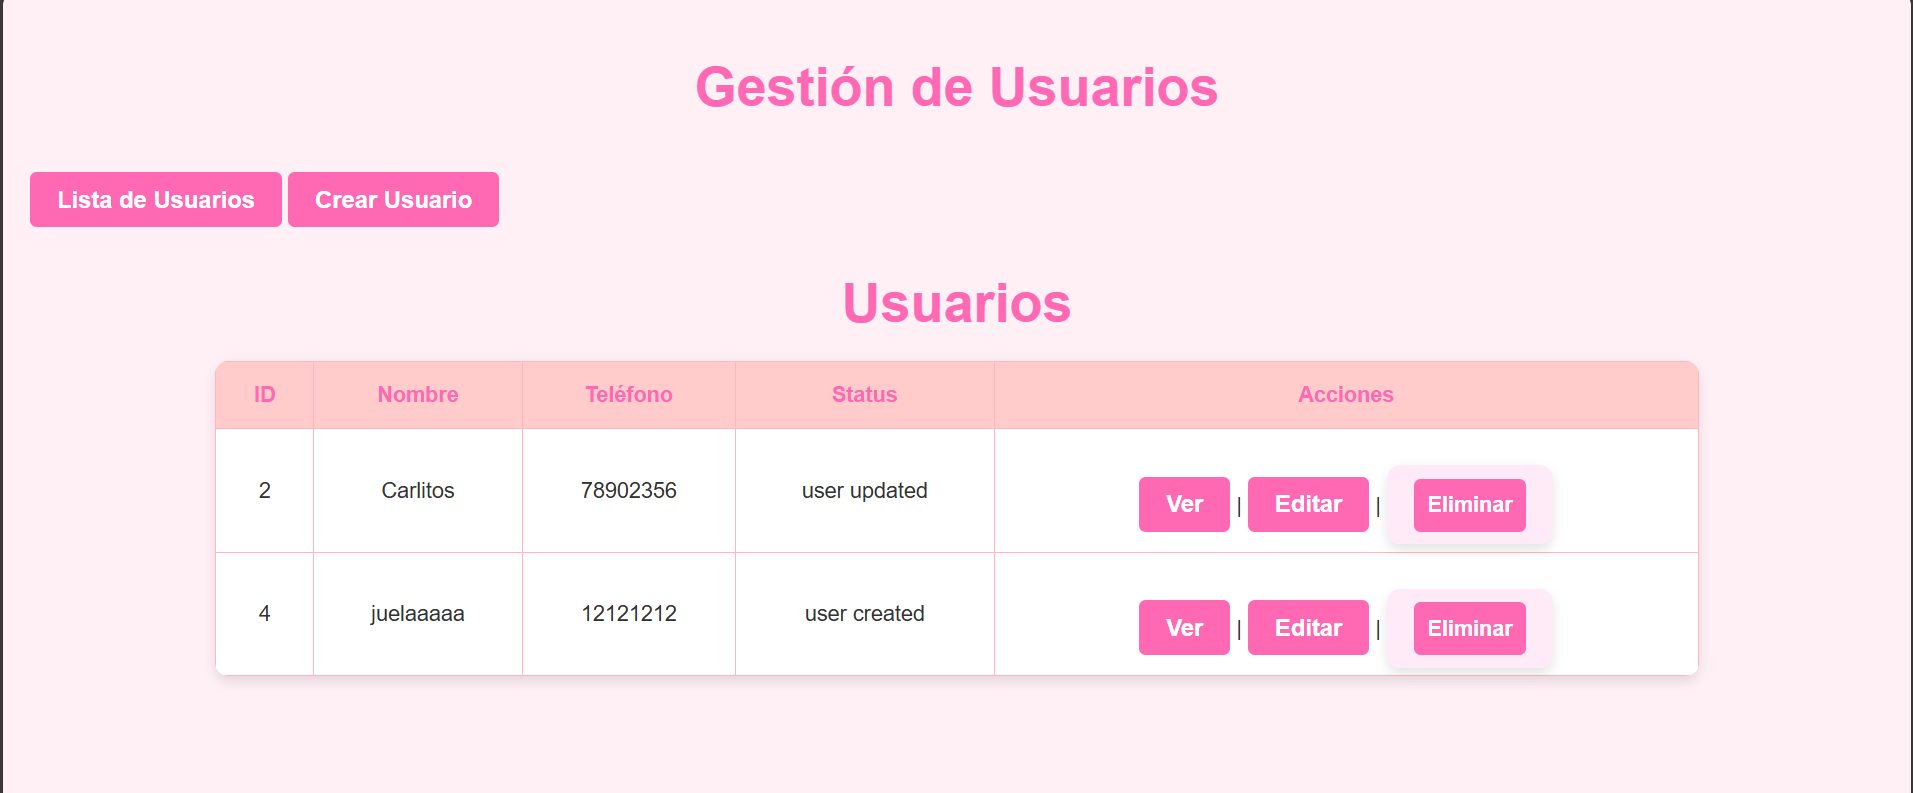 Gestión de Usuarios
Lista de Usuarios Crear Usuario
Usuarios
ID Nombre Teléfono Status Acciones
2 Carlitos 78902356 user updated Ver | Editar | Eliminar
4 juelaaaaa 12121212 user created Ver | Editar | Eliminar